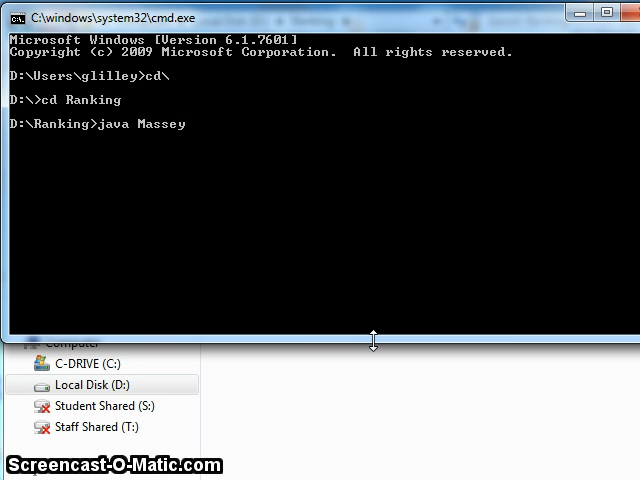 C:\windows\system32\cmd.exe
Microsoft Windows [Version 6.1.7601]
Copyright (c) 2009 Microsoft Corporation.  All rights reserved.
D:\Users\glilley>cd\
D:\>cd Ranking
D:\Ranking>java Massey
Computer
C-DRIVE (C:)
Local Disk (D:)
Student Shared (S:)
Staff Shared (T:)
Screencast-O-Matic.com